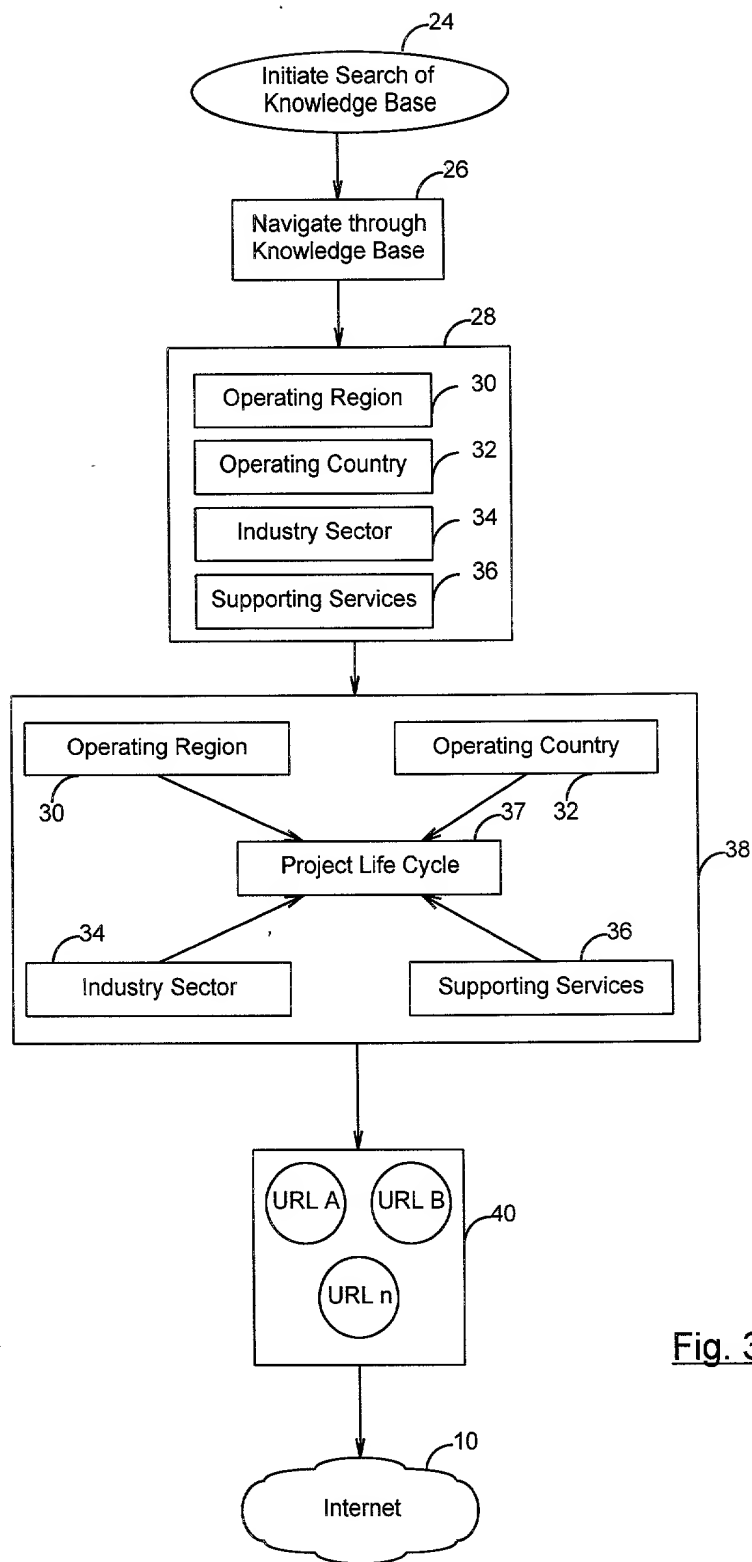 24
Initiate Search of
Knowledge Base
26
Navigate through
Knowledge Base
28
Operating Region
30
Operating Country
32
Industry Sector
34
Supporting Services
36
Operating Region
30
Operating Country
32
37
Project Life Cycle
38
34
Industry Sector
36
Supporting Services
URL A
URL B
40
URL n
Fig. 3
10
Internet